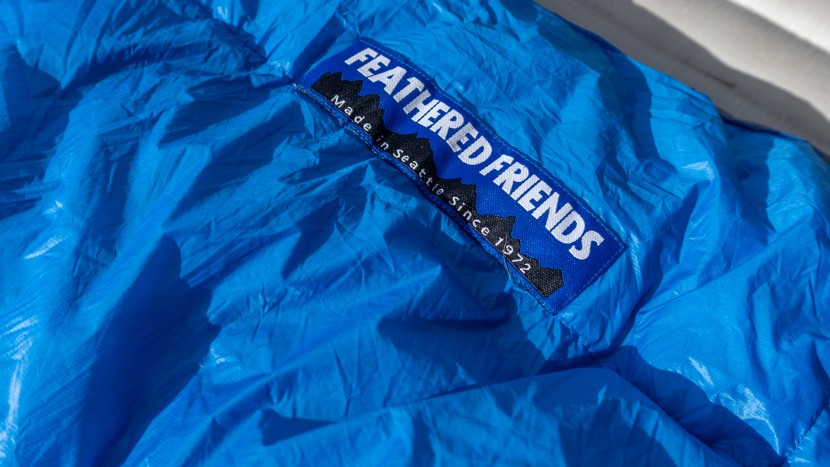 FEATHERED FRIENDS
Made in Seattle Since 1972